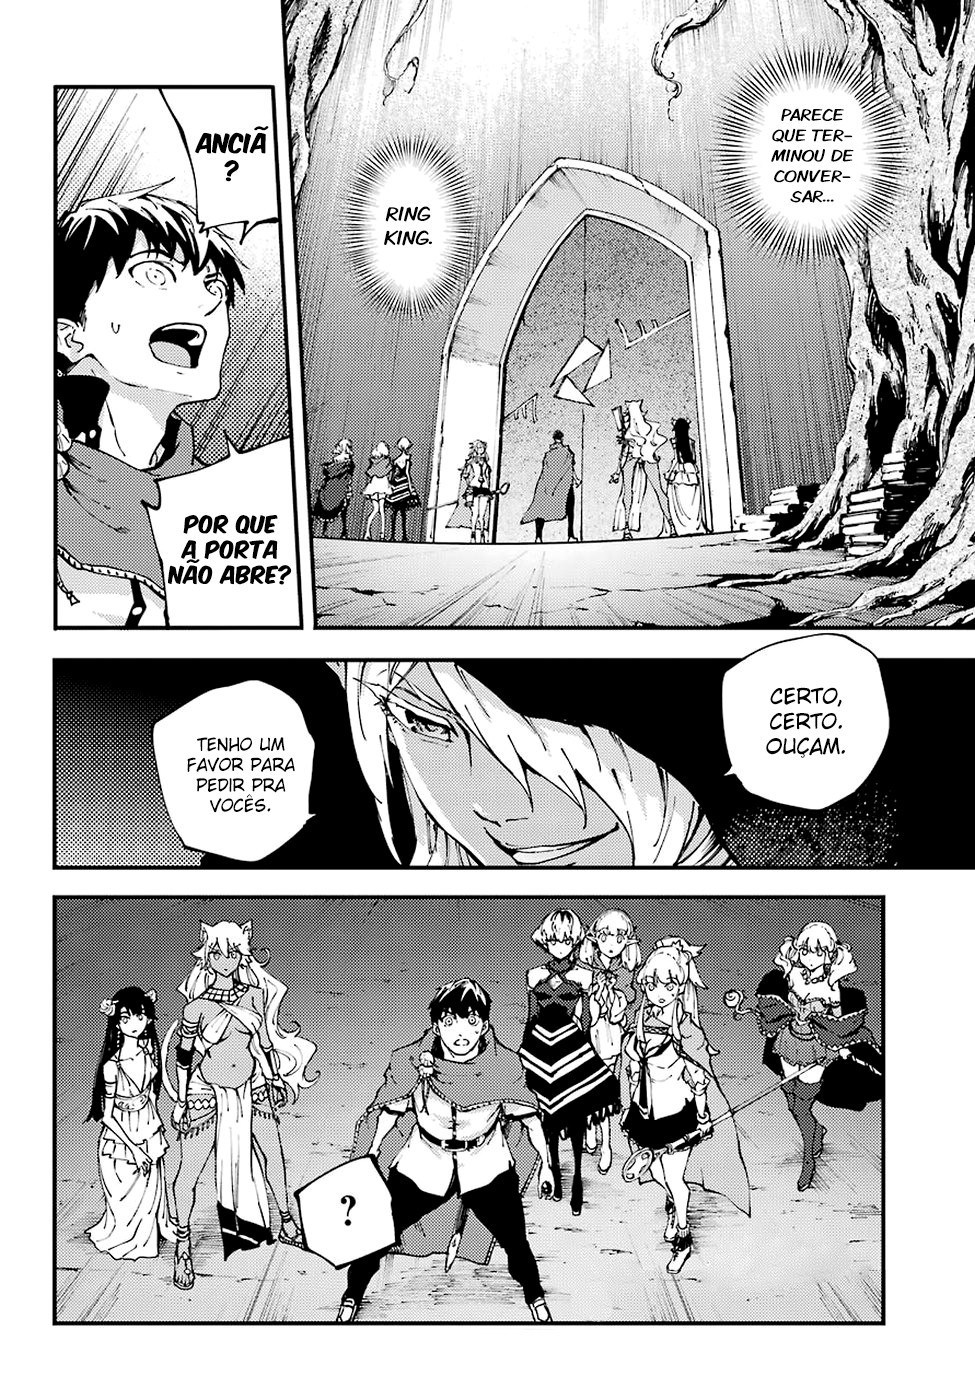 PARECE
QUE TER-
MINOU DE
CONVER-
SAR...
RING
KING.
ANCIÃ
?
POR QUE
A PORTA
NÃO ABRE?
CERTO,
CERTO.
OUÇAM.
TENHO UM
FAVOR PARA
PEDIR PRA
VOCÊS.
?